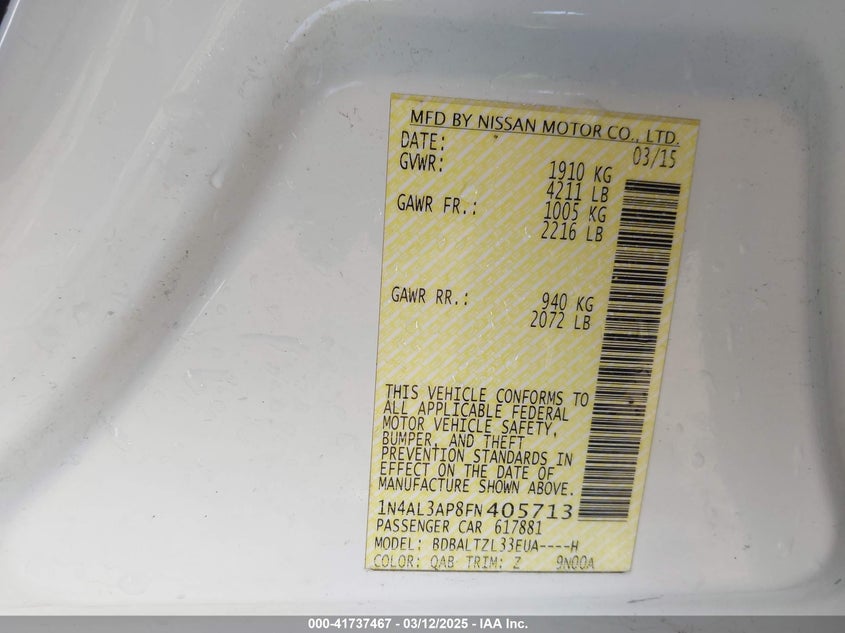 MFD BY NISSAN MOTOR CO., LTD.
DATE: 03/15
GVWR: 1910 KG
4211 LB
GAWR FR.: 1005 KG
2216 LB
GAWR RR.: 940 KG
2072 LB
THIS VEHICLE CONFORMS TO
ALL APPLICABLE FEDERAL
MOTOR VEHICLE SAFETY,
BUMPER, AND THEFT
PREVENTION STANDARDS IN
EFFECT ON THE DATE OF
MANUFACTURE SHOWN ABOVE.
1N4AL3AP8FN405713
PASSENGER CAR 617881
MODEL: BDBALTZL33EUA----H
COLOR: QAB TRIM: Z 9N00A
000-41737467 - 03/12/2025 - IAA Inc.